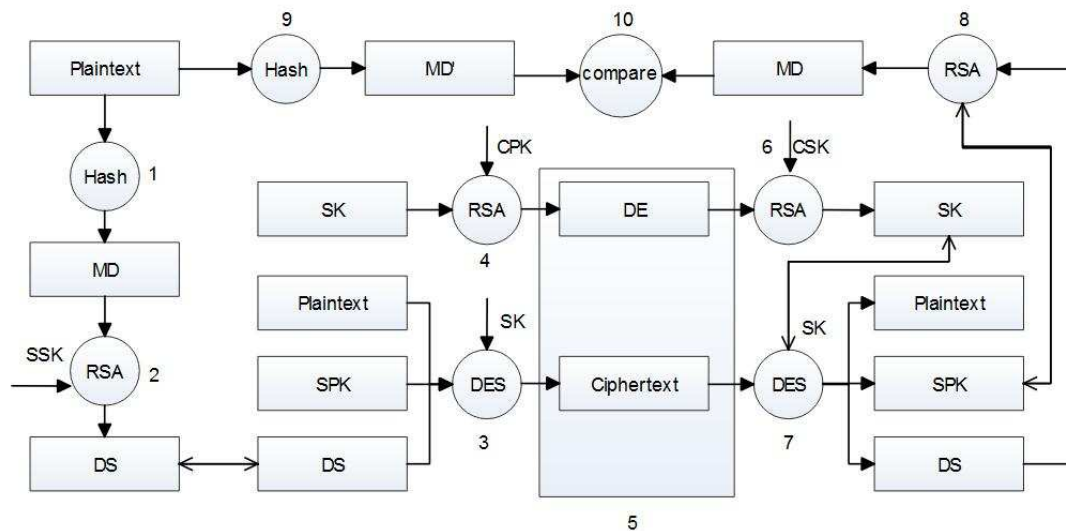 9 10 8
Plaintext Hash MD' compare MD RSA
CPK 6 CSK
Hash 1
SK RSA DE RSA SK
4
MD Plaintext Plaintext
SK SK
SSK RSA 2 SPK DES Ciphertext DES SPK
3 7
DS DS DS
5